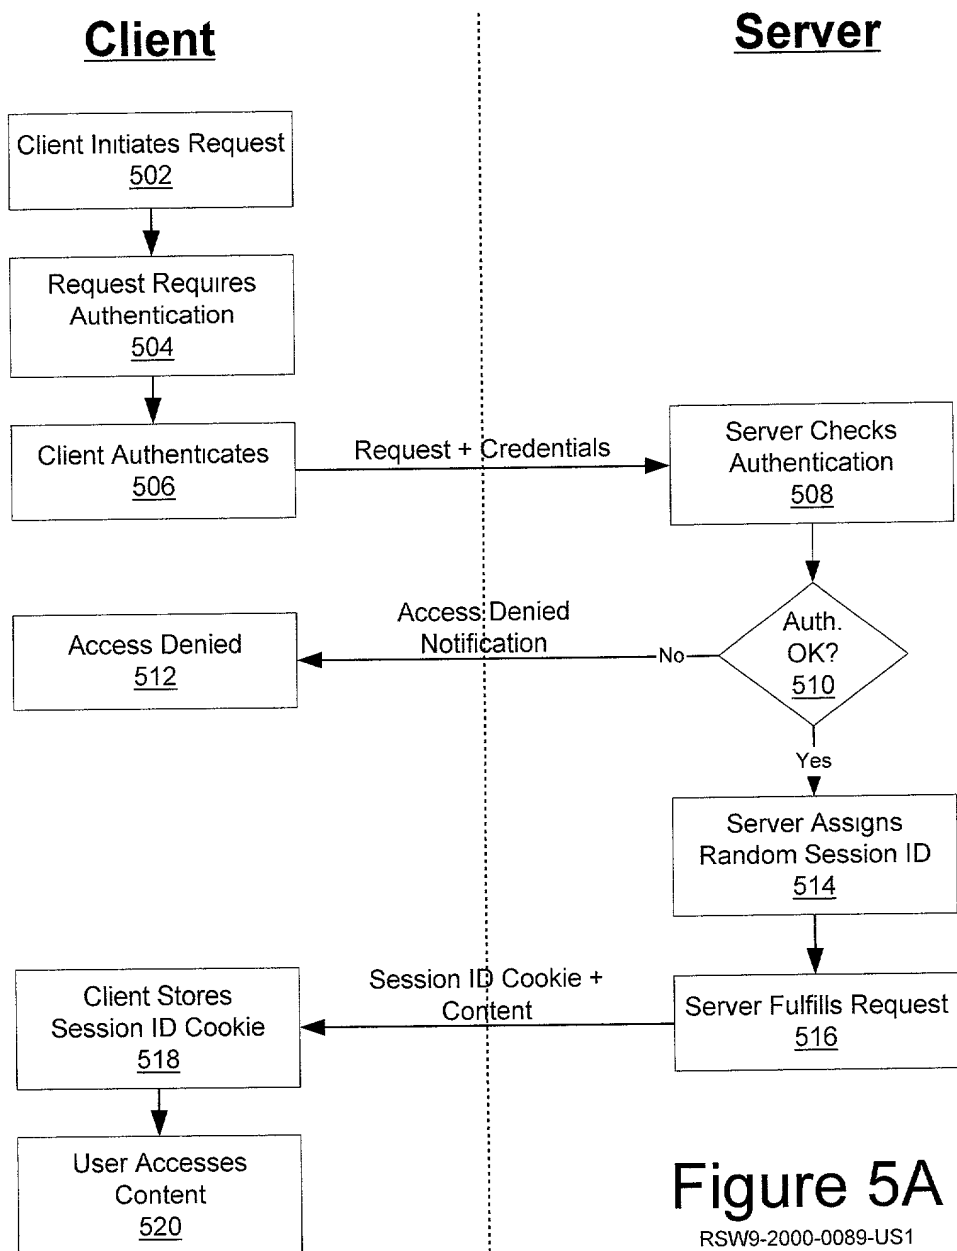 Client
Server
Client Initiates Request
502
Request Requires
Authentication
504
Client Authenticates
506
Request + Credentials
Server Checks
Authentication
508
Access Denied
Notification
Access Denied
512
No
Auth.
OK?
510
Yes
Server Assigns
Random Session ID
514
Session ID Cookie +
Content
Client Stores
Session ID Cookie
518
Server Fulfills Request
516
User Accesses
Content
520
Figure 5A
RSW9-2000-0089-US1